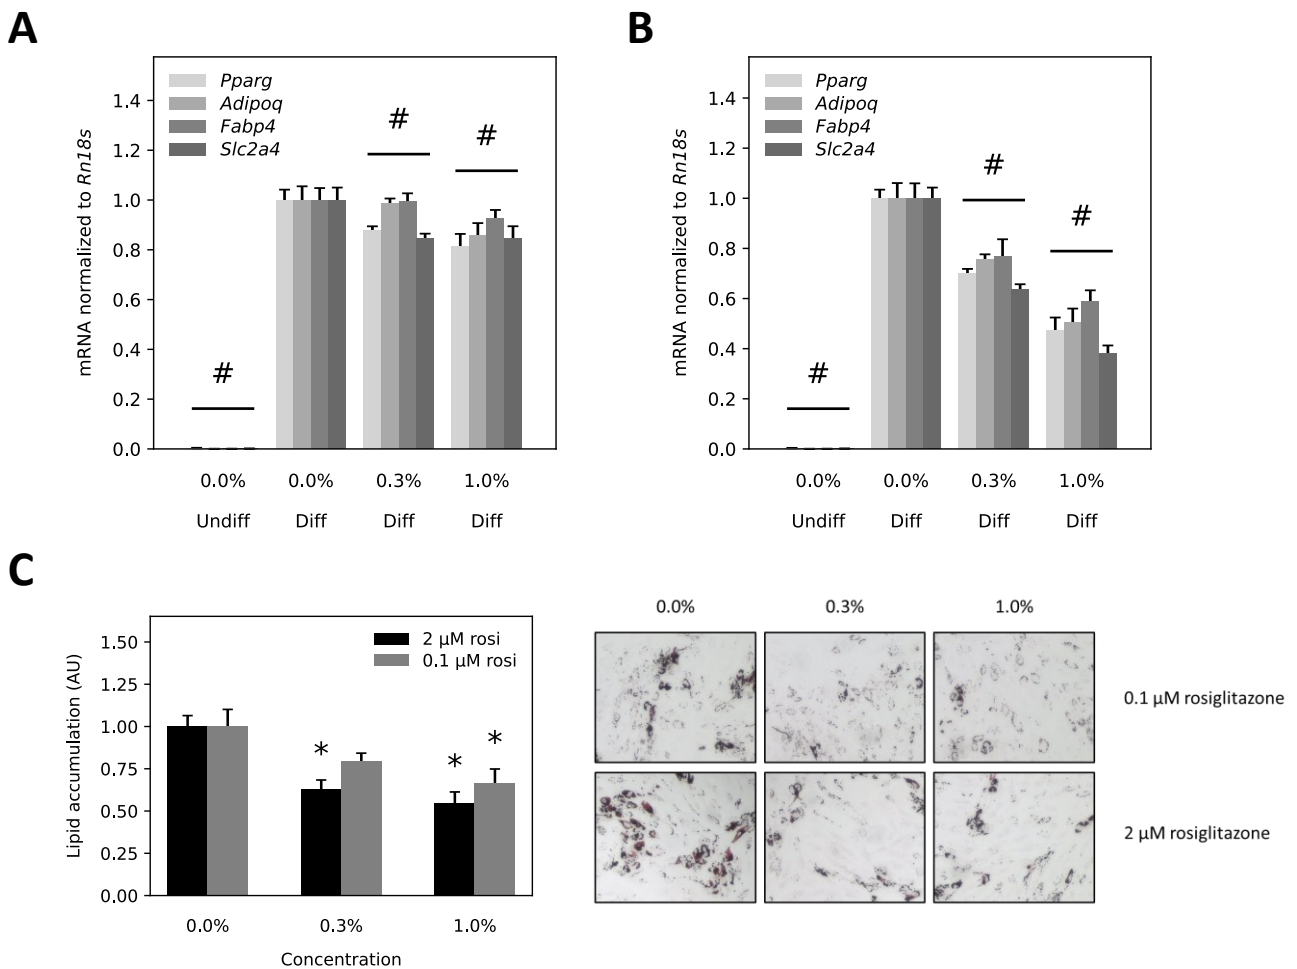 A
mRNA normalized to Rn18s
1.4
1.2
1.0
0.8
0.6
0.4
0.2
0.0
Pparg
Adipoq
Fabp4
Slc2a4
#
#
#
0.0%
0.0%
0.3%
1.0%
Undiff
Diff
Diff
Diff
B
mRNA normalized to Rn18s
1.4
1.2
1.0
0.8
0.6
0.4
0.2
0.0
Pparg
Adipoq
Fabp4
Slc2a4
#
#
#
0.0%
0.0%
0.3%
1.0%
Undiff
Diff
Diff
Diff
C
Lipid accumulation (AU)
1.50
1.25
1.00
0.75
0.50
0.25
0.00
2 µM rosi
0.1 µM rosi
*
*
*
0.0%
0.3%
1.0%
Concentration
0.0%
0.3%
1.0%
0.1 µM rosiglitazone
2 µM rosiglitazone